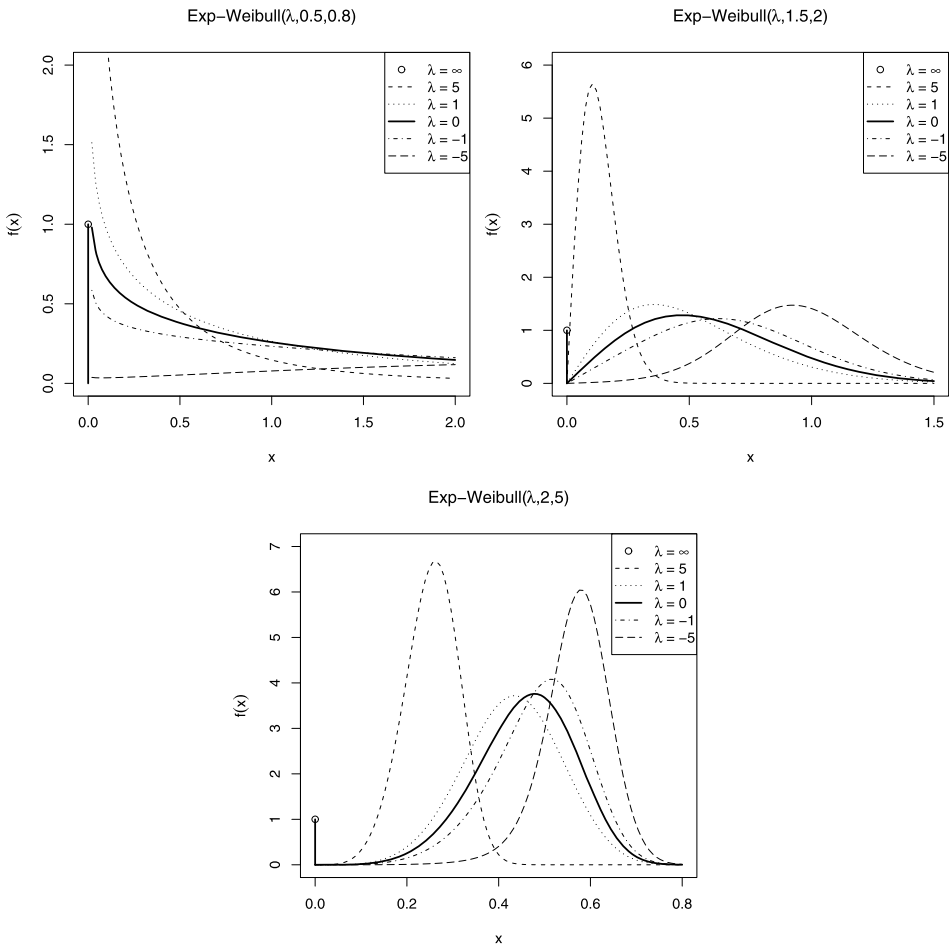 Exp−Weibull(λ,0.5,0.8)
f(x)
2.0
1.5
1.0
0.5
0.0
λ = ∞
λ = 5
λ = 1
λ = 0
λ = −1
λ = −5
0.0 0.5 1.0 1.5 2.0
x
Exp−Weibull(λ,1.5,2)
f(x)
6
5
4
3
2
1
0
λ = ∞
λ = 5
λ = 1
λ = 0
λ = −1
λ = −5
0.0 0.5 1.0 1.5
x
Exp−Weibull(λ,2,5)
f(x)
7
6
5
4
3
2
1
0
λ = ∞
λ = 5
λ = 1
λ = 0
λ = −1
λ = −5
0.0 0.2 0.4 0.6 0.8
x